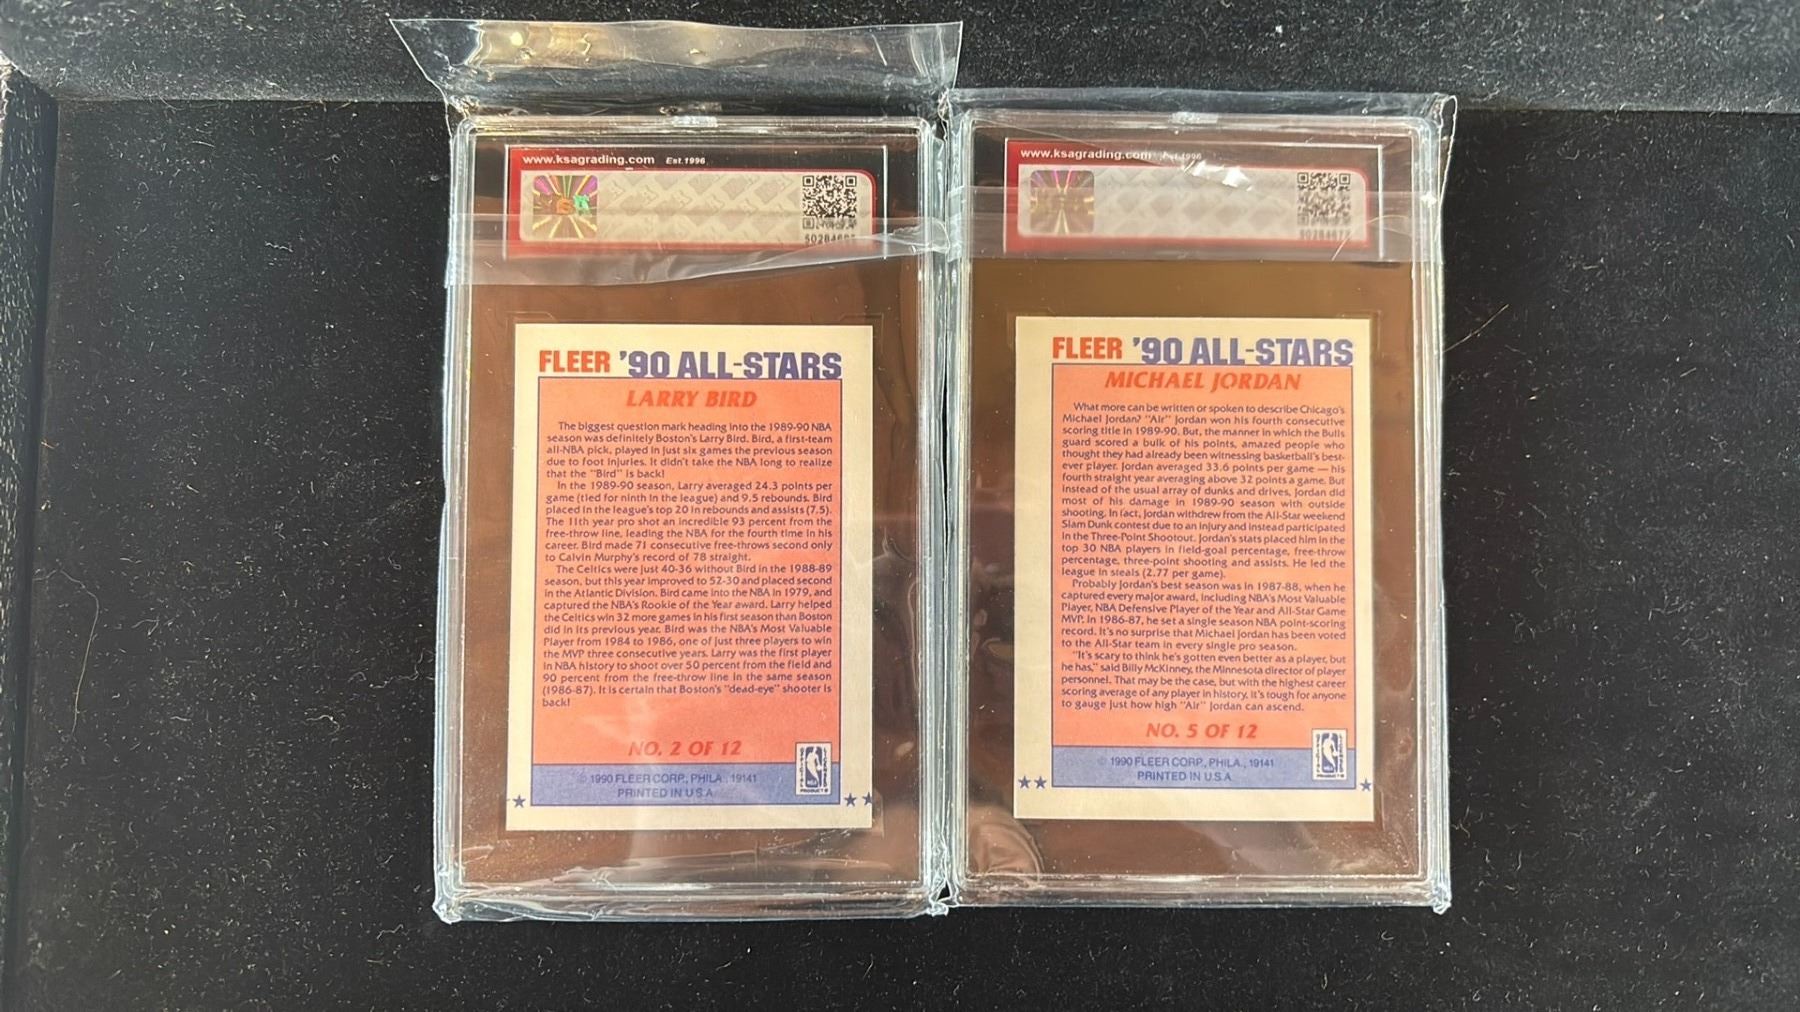 www.ksagrading.com Est.1996
FLEER '90 ALL-STARS
LARRY BIRD
The biggest question mark heading into the 1989-90 NBA
season was definitely Boston's Larry Bird. Bird, a first-team
all-NBA pick, played in just six games the previous season
due to foot injuries. It didn't take the NBA long to realize
that the "Bird" is back!
In the 1989-90 season, Larry averaged 24.3 points per
game (tied for ninth in the league) and 9.5 rebounds. Bird
placed in the league's top 20 in rebounds and assists (7.5).
The 11th year pro shot an incredible 93 percent from the
free-throw line, leading the NBA for the fourth time in his
career. Bird made 71 consecutive free-throws second only
to Calvin Murphy's record of 78 straight.
The Celtics were just 40-36 without Bird in the 1988-89
season, but this year improved to 52-30 and placed second
in the Atlantic Division. Bird came into the NBA in 1979, and
captured the NBA's Rookie of the Year award. Larry helped
the Celtics win 32 more games in his first season than Boston
did in its previous year. Bird was the NBA's Most Valuable
Player from 1984 to 1986, one of just three players to win
the MVP three consecutive years. Larry was the first player
in NBA history to shoot over 50 percent from the field and
90 percent from the free-throw line in the same season
(1986-87). It is certain that Boston's "dead-eye" shooter is
back!
NO. 2 OF 12
© 1990 FLEER CORP., PHILA., 19141
PRINTED IN U.S.A.
www.ksagrading.com Est.1996
FLEER '90 ALL-STARS
MICHAEL JORDAN
What more can be written or spoken to describe Chicago's
Michael Jordan? "Air" Jordan won his fourth consecutive
scoring title in 1989-90. But, the manner in which the Bulls
guard scored a bulk of his points, amazed people who
thought they had already been witnessing basketball's best-
ever player. Jordan averaged 33.6 points per game — his
fourth straight year averaging above 32 points a game. But
instead of the usual array of dunks and drives, Jordan did
most of his damage in 1989-90 season with outside
shooting. In fact, Jordan withdrew from the All-Star weekend
Slam Dunk contest due to an injury and instead participated
in the Three-Point Shootout. Jordan's stats placed him in the
top 30 NBA players in field-goal percentage, free-throw
percentage, three-point shooting and assists. He led the
league in steals (2.77 per game).
Probably Jordan's best season was in 1987-88, when he
captured every major award, including NBA's Most Valuable
Player, NBA Defensive Player of the Year and All-Star Game
MVP. In 1986-87, he set a single season NBA point-scoring
record. It's no surprise that Michael Jordan has been voted
to the All-Star team in every single pro season.
"It's scary to think he's gotten even better as a player, but
he has," said Billy McKinney, the Minnesota director of player
personnel. That may be the case, but with the highest career
scoring average of any player in history, it's tough for anyone
to gauge just how high "Air" Jordan can ascend.
NO. 5 OF 12
© 1990 FLEER CORP., PHILA., 19141
PRINTED IN U.S.A.